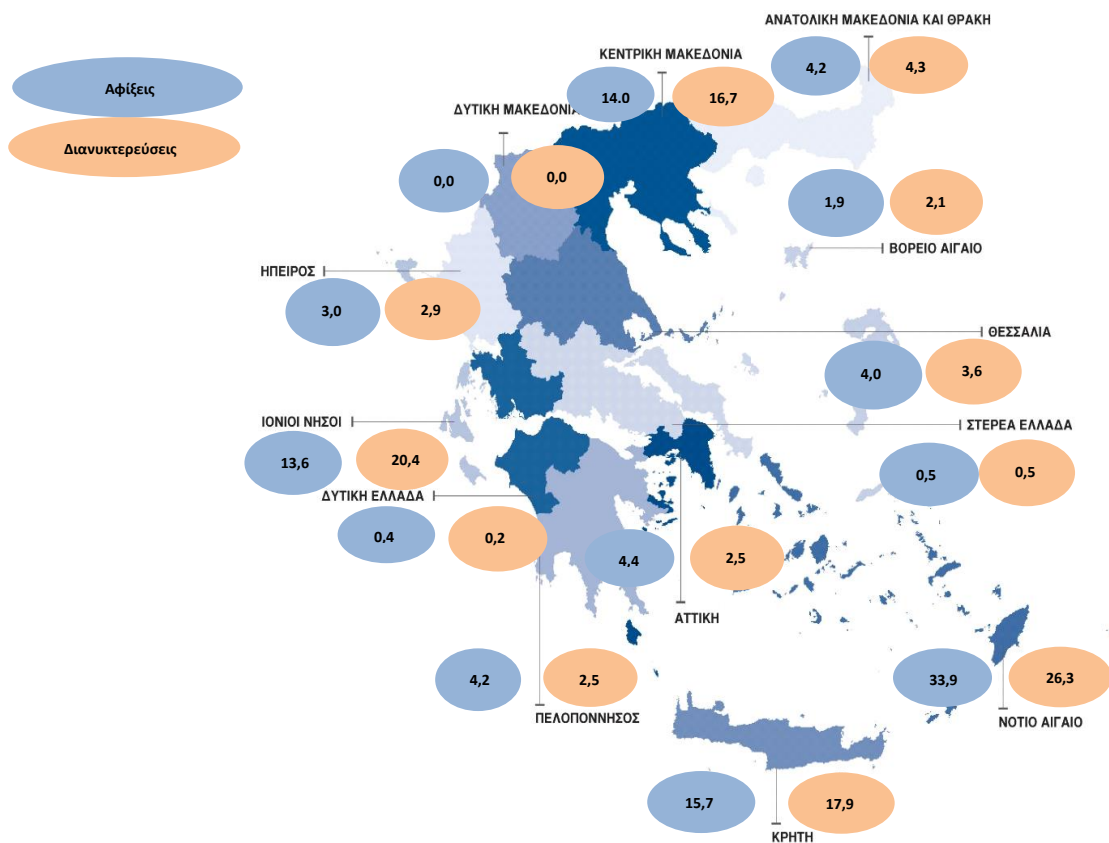 ΑΝΑΤΟΛΙΚΗ ΜΑΚΕΔΟΝΙΑ ΚΑΙ ΘΡΑΚΗ
4,2 4,3
ΚΕΝΤΡΙΚΗ ΜΑΚΕΔΟΝΙΑ
14.0 16,7
Αφίξεις
Διανυκτερεύσεις
ΔΥΤΙΚΗ ΜΑΚΕΔΟΝΙΑ
0,0 0,0
1,9 2,1
ΒΟΡΕΙΟ ΑΙΓΑΙΟ
ΗΠΕΙΡΟΣ
3,0 2,9
ΘΕΣΣΑΛΙΑ
4,0 3,6
ΙΟΝΙΟΙ ΝΗΣΟΙ
13,6 20,4
ΣΤΕΡΕΑ ΕΛΛΑΔΑ
0,5 0,5
ΔΥΤΙΚΗ ΕΛΛΑΔΑ
0,4 0,2
4,4 2,5
ΑΤΤΙΚΗ
4,2 2,5
ΠΕΛΟΠΟΝΝΗΣΟΣ
33,9 26,3
ΝΟΤΙΟ ΑΙΓΑΙΟ
15,7 17,9
ΚΡΗΤΗ